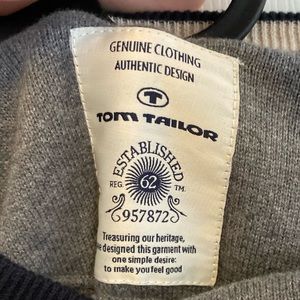 GENUINE CLOTHING
AUTHENTIC DESIGN
T
TOM TAILOR
ESTABLISHED
REG. 62 TM.
957872
Treasuring our heritage,
we designed this garment with
one simple desire:
to make you feel good